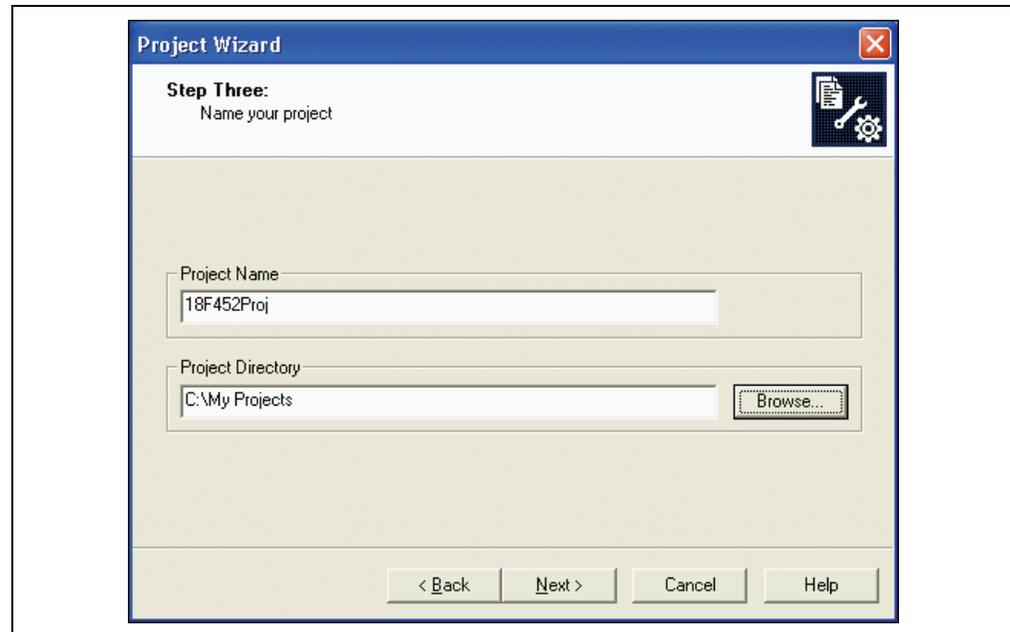 Project Wizard
Step Three:
Name your project
Project Name
18F452Proj
Project Directory
C:\My Projects
Browse...
< Back
Next >
Cancel
Help